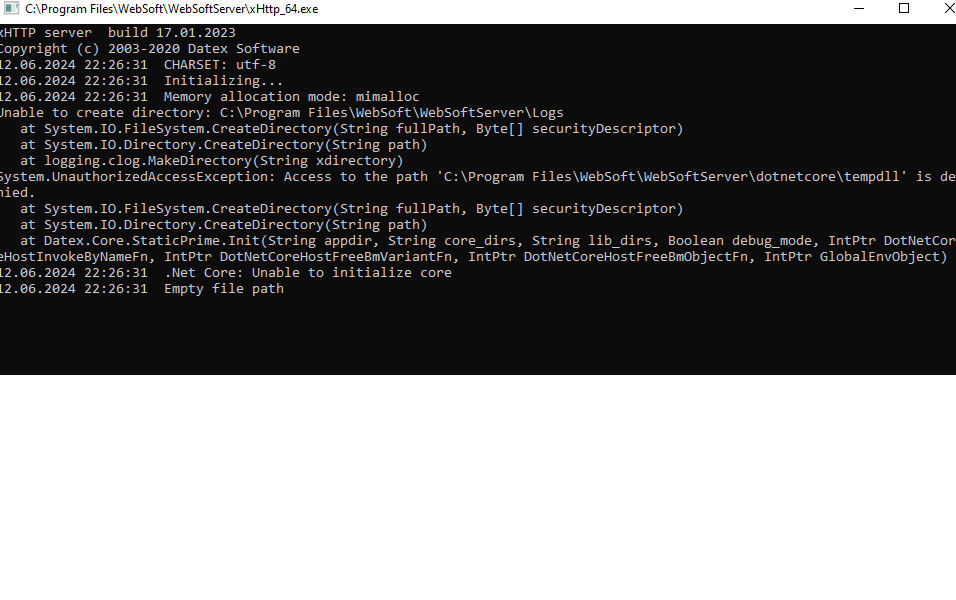 C:\Program Files\WebSoft\WebSoftServer\xHttp_64.exe
xHTTP server  build 17.01.2023
Copyright (c) 2003-2020 Datex Software
12.06.2024 22:26:31  CHARSET: utf-8
12.06.2024 22:26:31  Initializing...
12.06.2024 22:26:31  Memory allocation mode: mimalloc
Unable to create directory: C:\Program Files\WebSoft\WebSoftServer\Logs
   at System.IO.FileSystem.CreateDirectory(String fullPath, Byte[] securityDescriptor)
   at System.IO.Directory.CreateDirectory(String path)
   at logging.clog.MakeDirectory(String xdirectory)
System.UnauthorizedAccessException: Access to the path 'C:\Program Files\WebSoft\WebSoftServer\dotnetcore\tempdll' is de
nied.
   at System.IO.FileSystem.CreateDirectory(String fullPath, Byte[] securityDescriptor)
   at System.IO.Directory.CreateDirectory(String path)
   at Datex.Core.StaticPrime.Init(String appdir, String core_dirs, String lib_dirs, Boolean debug_mode, IntPtr DotNetCor
eHostInvokeByNameFn, IntPtr DotNetCoreHostFreeBmVariantFn, IntPtr DotNetCoreHostFreeBmObjectFn, IntPtr GlobalEnvObject)
12.06.2024 22:26:31  .Net Core: Unable to initialize core
12.06.2024 22:26:31  Empty file path